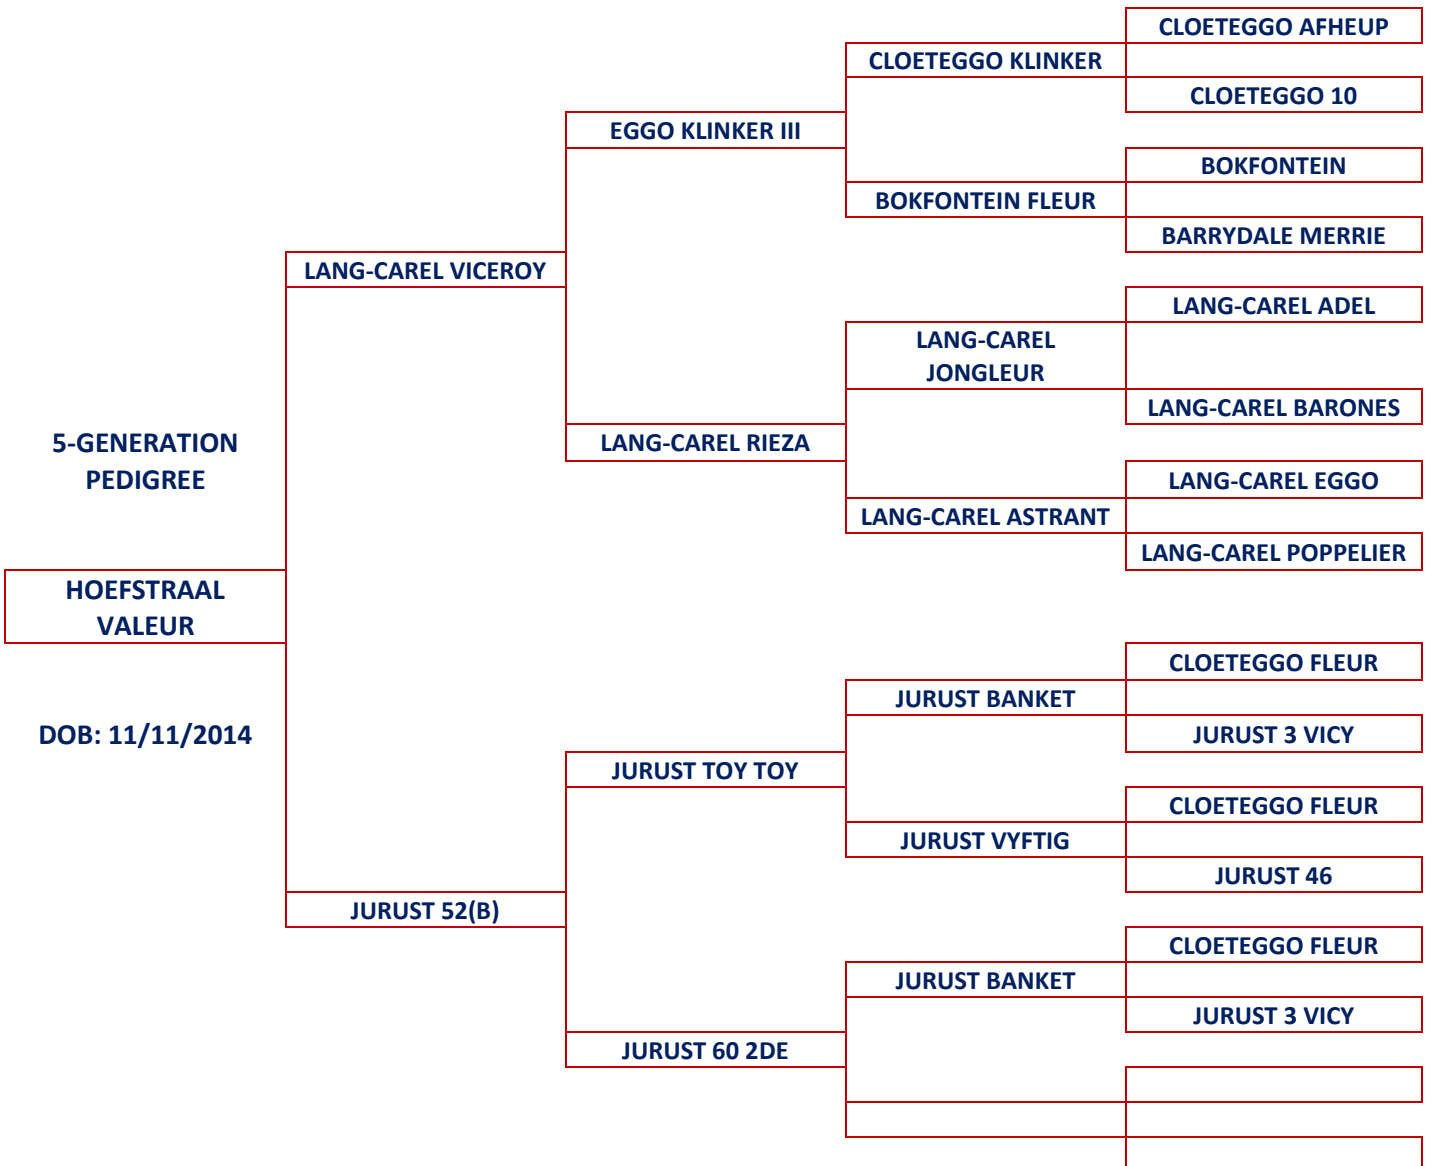 CLOETEGGO AFHEUP
CLOETEGGO KLINKER
CLOETEGGO 10
EGGO KLINKER III
BOKFONTEIN
BOKFONTEIN FLEUR
BARRYDALE MERRIE
LANG-CAREL VICEROY
LANG-CAREL ADEL
LANG-CAREL
JONGLEUR
LANG-CAREL BARONES
5-GENERATION
PEDIGREE
LANG-CAREL RIEZA
LANG-CAREL EGGO
LANG-CAREL ASTRANT
LANG-CAREL POPPELIER
HOEFSTRAAL
VALEUR
CLOETEGGO FLEUR
JURUST BANKET
DOB: 11/11/2014
JURUST 3 VICY
JURUST TOY TOY
CLOETEGGO FLEUR
JURUST VYFTIG
JURUST 46
JURUST 52(B)
CLOETEGGO FLEUR
JURUST BANKET
JURUST 3 VICY
JURUST 60 2DE